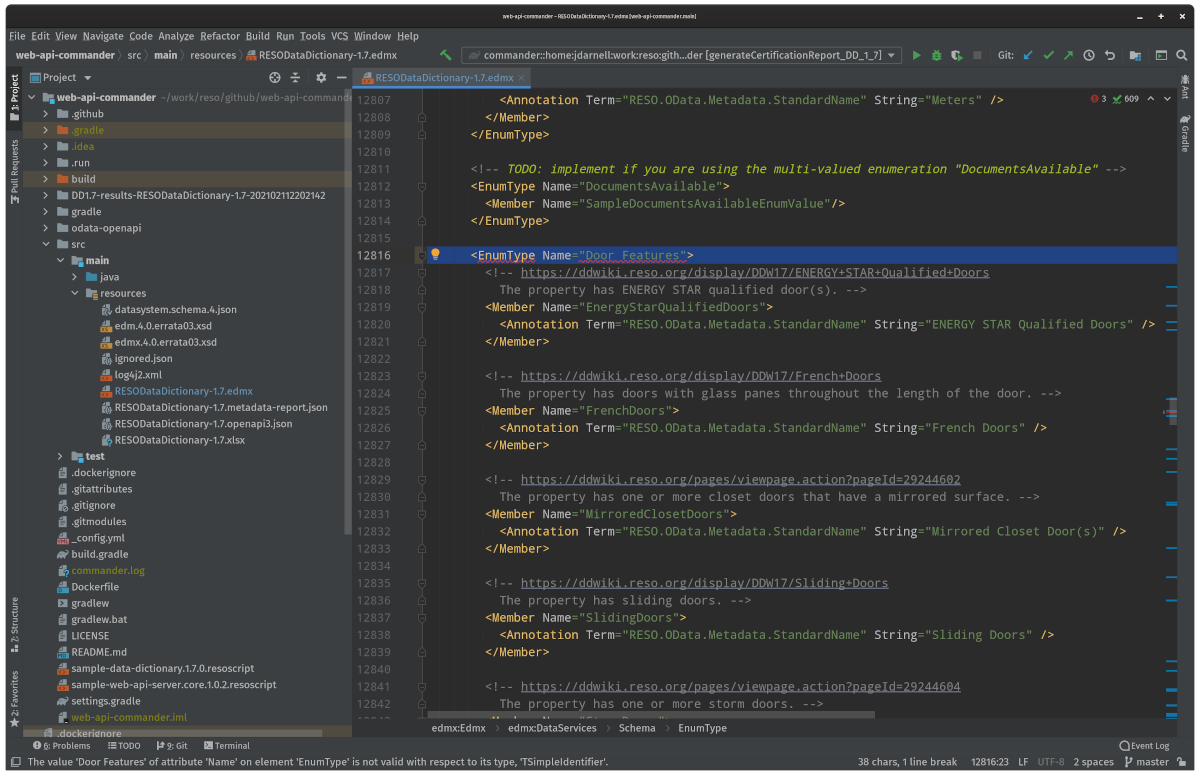 web-api-commander – RESODataDictionary-1.7.edmx [web-api-commander.main]
File Edit View Navigate Code Analyze Refactor Build Run Tools VCS Window Help
web-api-commander src main resources RESODataDictionary-1.7.edmx
commander::home:jdarnell:work:reso:gith...der [generateCertificationReport_DD_1_7] Git:
Project
RESODataDictionary-1.7.edmx
1: Project
Pull Requests
Z: Structure
2: Favorites
web-api-commander ~/work/reso/github/web-api-commande
.github
.gradle
.idea
.run
build
DD1.7-results-RESODataDictionary-1.7-202102112202142
gradle
odata-openapi
src
main
java
resources
datasystem.schema.4.json
edm.4.0.errata03.xsd
edmx.4.0.errata03.xsd
ignored.json
log4j2.xml
RESODataDictionary-1.7.edmx
RESODataDictionary-1.7.metadata-report.json
RESODataDictionary-1.7.openapi3.json
RESODataDictionary-1.7.xlsx
test
.dockerignore
.gitattributes
.gitignore
.gitmodules
_config.yml
build.gradle
commander.log
Dockerfile
gradlew
gradlew.bat
LICENSE
README.md
sample-data-dictionary.1.7.0.resoscript
sample-web-api-server.core.1.0.2.resoscript
settings.gradle
web-api-commander.iml
.dockerignore
12807 <Annotation Term="RESO.OData.Metadata.StandardName" String="Meters" />
12808 </Member>
12809 </EnumType>
12810
12811 <!-- TODO: implement if you are using the multi-valued enumeration "DocumentsAvailable" -->
12812 <EnumType Name="DocumentsAvailable">
12813 <Member Name="SampleDocumentsAvailableEnumValue"/>
12814 </EnumType>
12815
12816 <EnumType Name="Door Features">
12817 <!-- https://ddwiki.reso.org/display/DDW17/ENERGY+STAR+Qualified+Doors
12818 The property has ENERGY STAR qualified door(s). -->
12819 <Member Name="EnergyStarQualifiedDoors">
12820 <Annotation Term="RESO.OData.Metadata.StandardName" String="ENERGY STAR Qualified Doors" />
12821 </Member>
12822
12823 <!-- https://ddwiki.reso.org/display/DDW17/French+Doors
12824 The property has doors with glass panes throughout the length of the door. -->
12825 <Member Name="FrenchDoors">
12826 <Annotation Term="RESO.OData.Metadata.StandardName" String="French Doors" />
12827 </Member>
12828
12829 <!-- https://ddwiki.reso.org/pages/viewpage.action?pageId=29244602
12830 The property has one or more closet doors that have a mirrored surface. -->
12831 <Member Name="MirroredClosetDoors">
12832 <Annotation Term="RESO.OData.Metadata.StandardName" String="Mirrored Closet Door(s)" />
12833 </Member>
12834
12835 <!-- https://ddwiki.reso.org/display/DDW17/Sliding+Doors
12836 The property has sliding doors. -->
12837 <Member Name="SlidingDoors">
12838 <Annotation Term="RESO.OData.Metadata.StandardName" String="Sliding Doors" />
12839 </Member>
12840
12841 <!-- https://ddwiki.reso.org/pages/viewpage.action?pageId=29244604
12842 The property has one or more storm doors. -->
3 609
Ant
Gradle
edmx:Edmx edmx:DataServices Schema EnumType
6: Problems TODO 9: Git Terminal Event Log
The value 'Door Features' of attribute 'Name' on element 'EnumType' is not valid with respect to its type, 'TSimpleIdentifier'. 38 chars, 1 line break 12816:23 LF UTF-8 2 spaces master